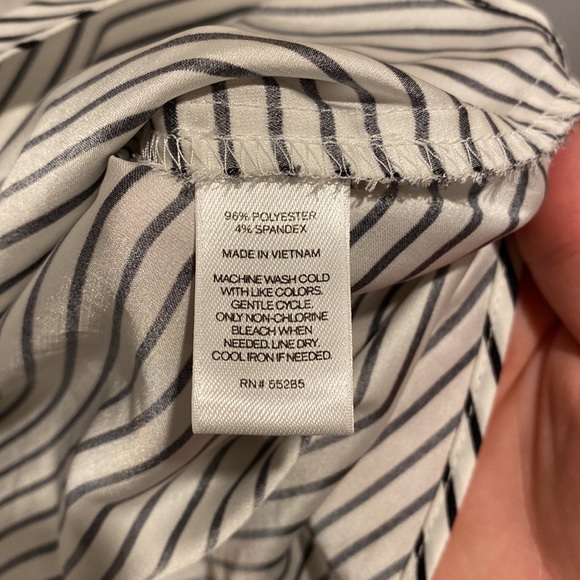 96% POLYESTER
4% SPANDEX
MADE IN VIETNAM
MACHINE WASH COLD
WITH LIKE COLORS.
GENTLE CYCLE.
ONLY NON-CHLORINE
BLEACH WHEN
NEEDED. LINE DRY.
COOL IRON IF NEEDED.
RN# 55285